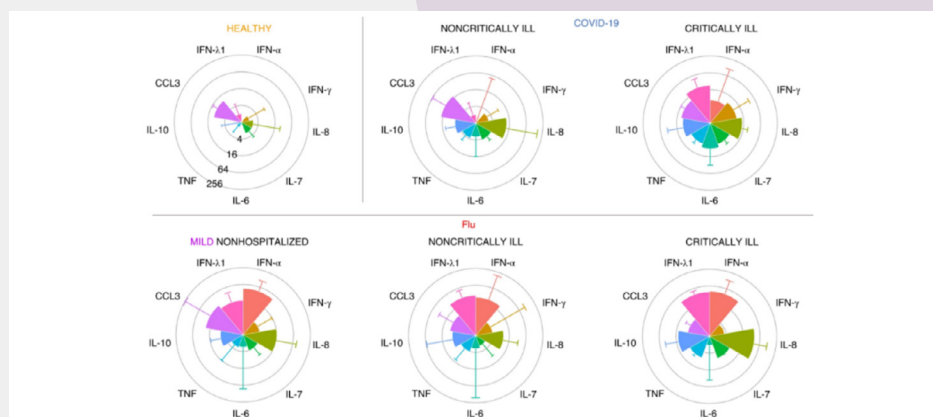 COVID-19
HEALTHY
NONCRITICALLY ILL
CRITICALLY ILL
IFN-λ1 IFN-α
CCL3
IL-10 IL-8
4
16
64
256
TNF IL-7
IL-6
IFN-λ1 IFN-α
CCL3 IFN-γ
IL-10 IL-8
TNF IL-7
IL-6
IFN-λ1 IFN-α
CCL3 IFN-γ
IL-10 IL-8
TNF IL-7
IL-6
Flu
MILD NONHOSPITALIZED
NONCRITICALLY ILL
CRITICALLY ILL
IFN-λ1 IFN-α
CCL3 IFN-γ
IL-10 IL-8
TNF IL-7
IL-6
IFN-λ1 IFN-α
CCL3 IFN-γ
IL-10 IL-8
TNF IL-7
IL-6
IFN-λ1 IFN-α
CCL3 IFN-γ
IL-10 IL-8
TNF IL-7
IL-6